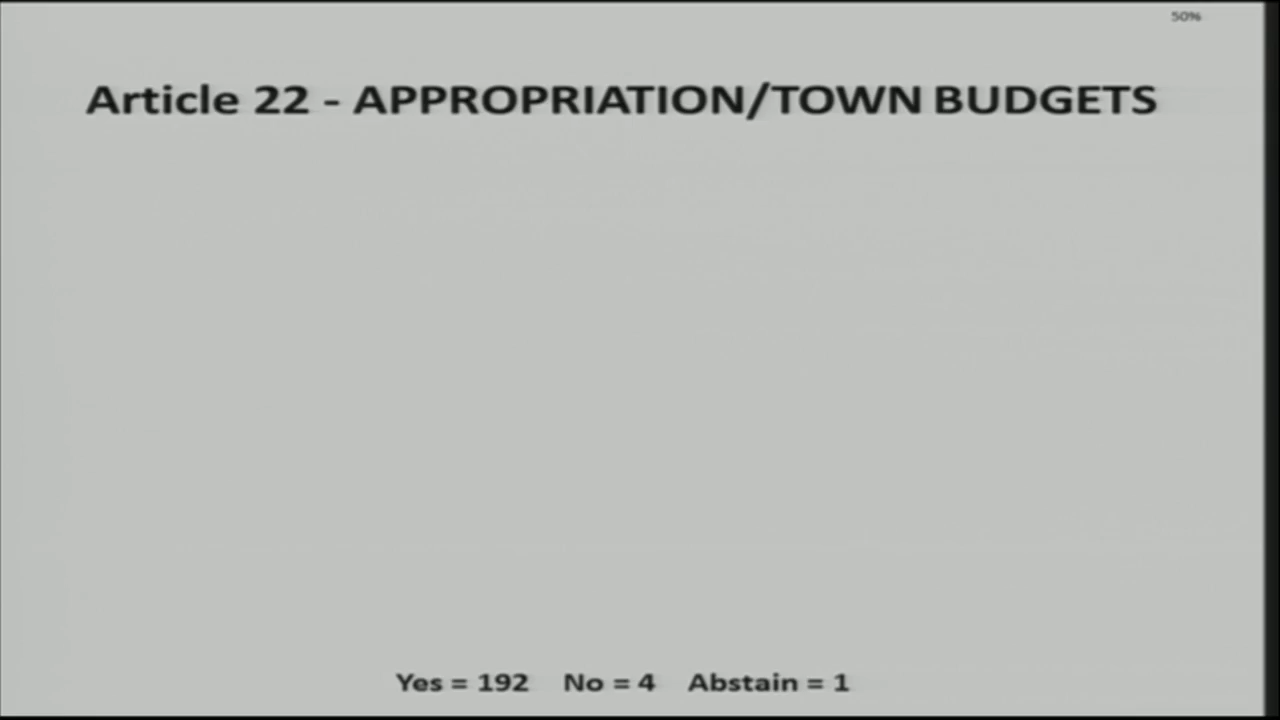 50%
Article 22 - APPROPRIATION/TOWN BUDGETS
Yes = 192 No = 4 Abstain = 1